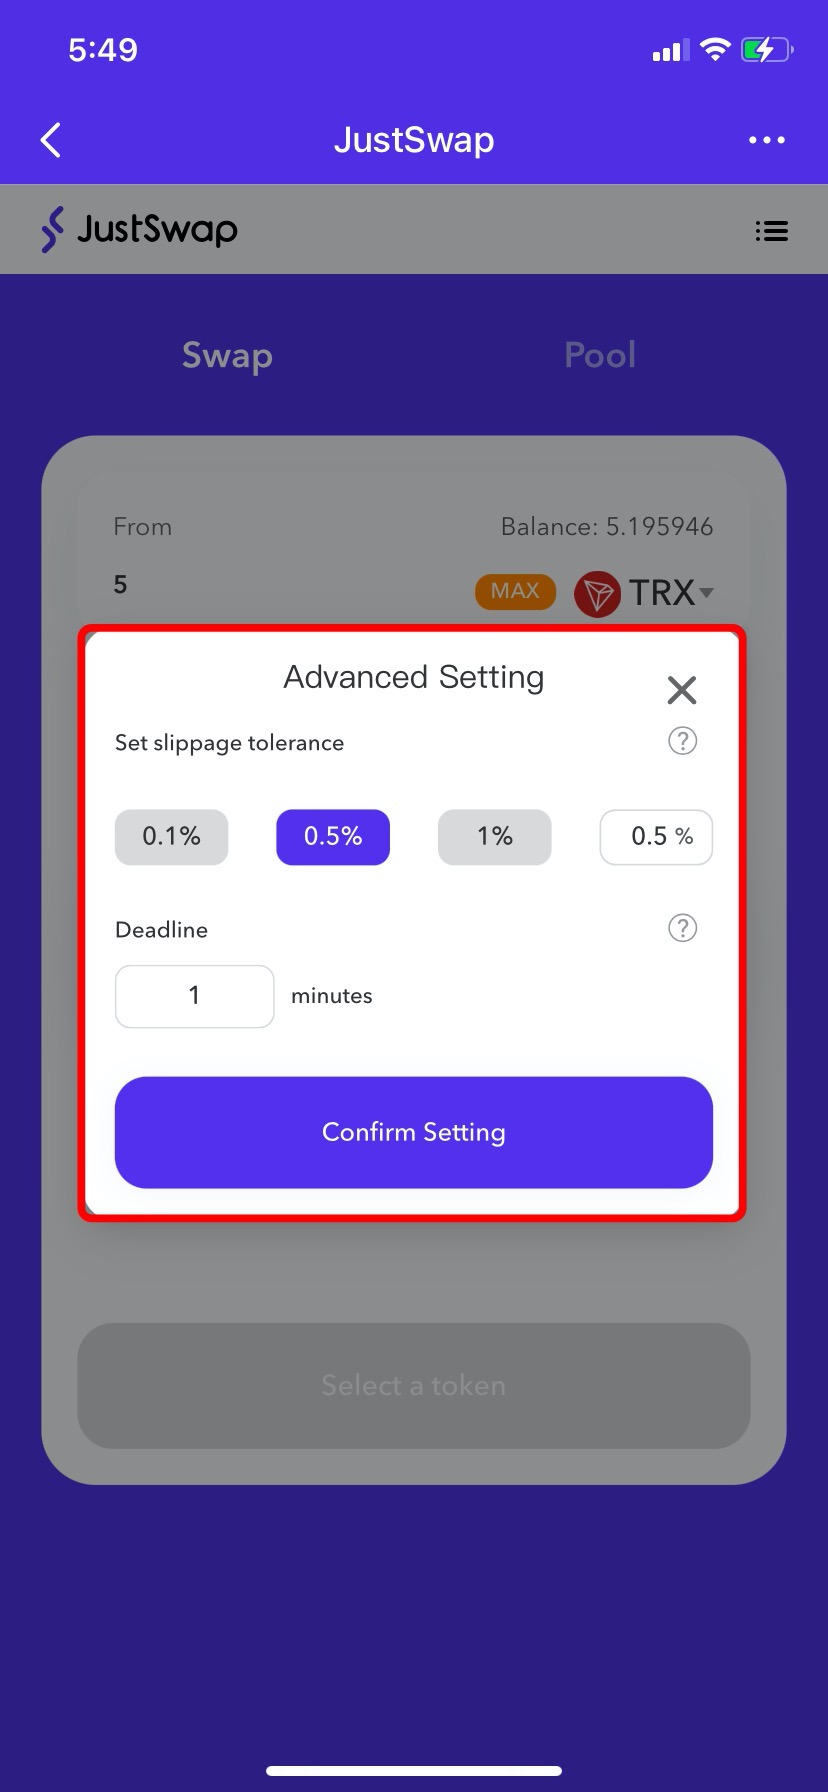 5:49
JustSwap
JustSwap
Swap Pool
From Balance: 5.195946
5 MAX TRX
Advanced Setting
Set slippage tolerance ?
0.1% 0.5% 1% 0.5 %
Deadline ?
1 minutes
Confirm Setting
Select a token